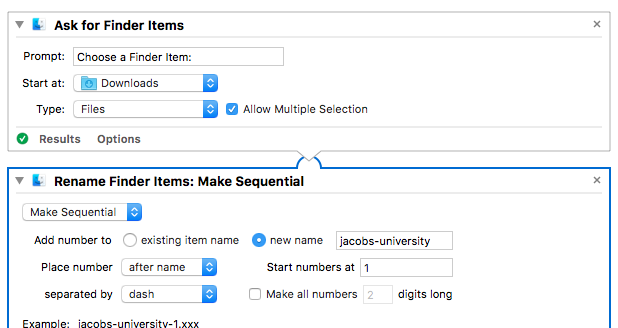 Ask for Finder Items
Prompt: Choose a Finder Item:
Start at: Downloads
Type: Files Allow Multiple Selection
Results Options
Rename Finder Items: Make Sequential
Make Sequential
Add number to existing item name new name jacobs-university
Place number after name Start numbers at 1
separated by dash Make all numbers 2 digits long
Example: jacobs-university-1.xxx